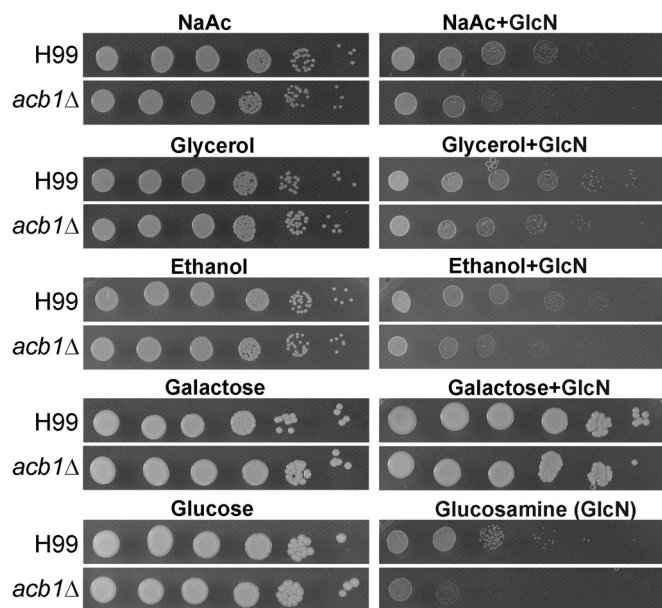 NaAc NaAc+GlcN
H99
acb1Δ
Glycerol Glycerol+GlcN
H99
acb1Δ
Ethanol Ethanol+GlcN
H99
acb1Δ
Galactose Galactose+GlcN
H99
acb1Δ
Glucose Glucosamine (GlcN)
H99
acb1Δ